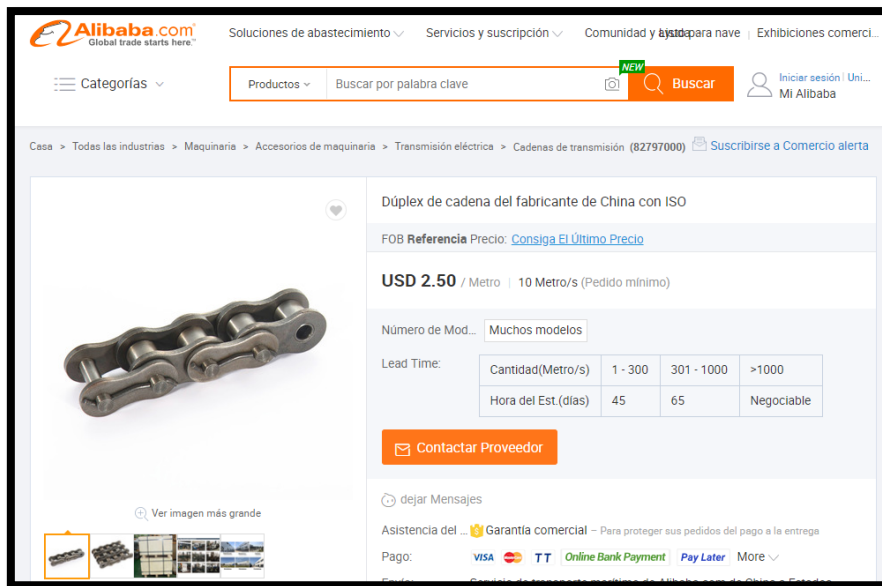 Alibaba.com
Global trade starts here.™
Soluciones de abastecimiento Servicios y suscripción Comunidad y para nave Exhibiciones comerci...
Categorías
Productos
Buscar por palabra clave
NEW
Buscar
Iniciar sesión | Uni...
Mi Alibaba
Casa > Todas las industrias > Maquinaria > Accesorios de maquinaria > Transmisión eléctrica > Cadenas de transmisión (82797000) Suscribirse a Comercio alerta
Dúplex de cadena del fabricante de China con ISO
FOB Referencia Precio: Consiga El Último Precio
USD 2.50 / Metro | 10 Metro/s (Pedido mínimo)
Número de Mod... Muchos modelos
Lead Time:
Cantidad(Metro/s) 1 - 300 301 - 1000 >1000
Hora del Est.(días) 45 65 Negociable
Contactar Proveedor
dejar Mensajes
Ver imagen más grande
Asistencia del ... Garantía comercial – Para proteger sus pedidos del pago a la entrega
Pago: VISA TT Online Bank Payment Pay Later More